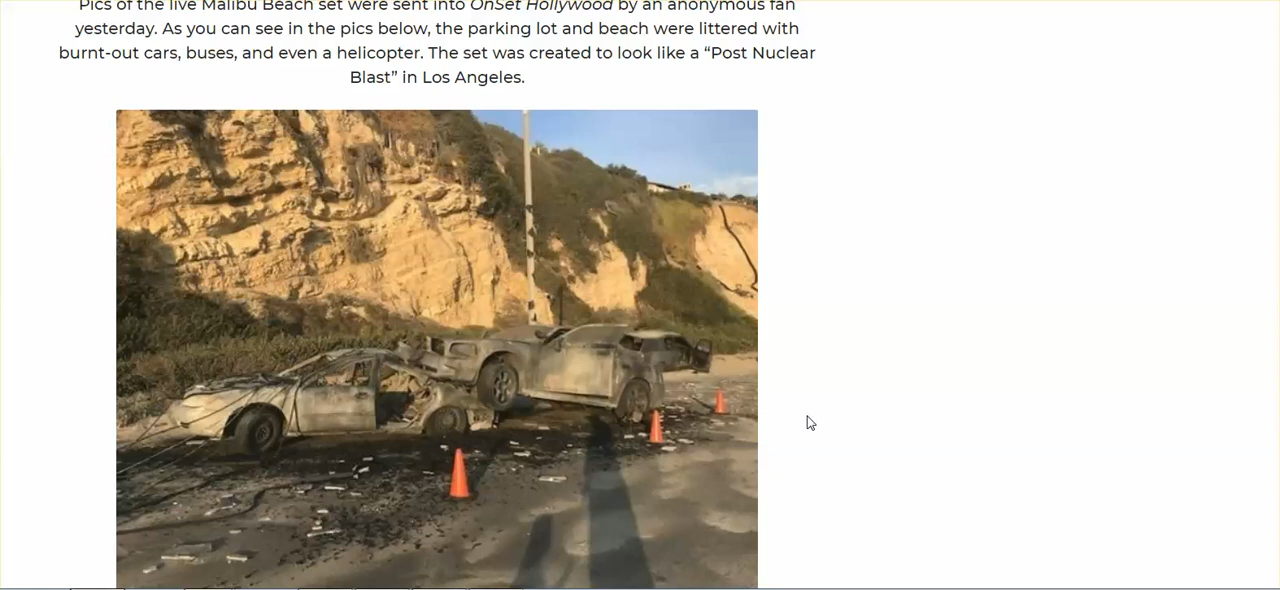 Pics of the live Malibu Beach set were sent into OnSet Hollywood by an anonymous fan
yesterday. As you can see in the pics below, the parking lot and beach were littered with
burnt-out cars, buses, and even a helicopter. The set was created to look like a “Post Nuclear
Blast” in Los Angeles.